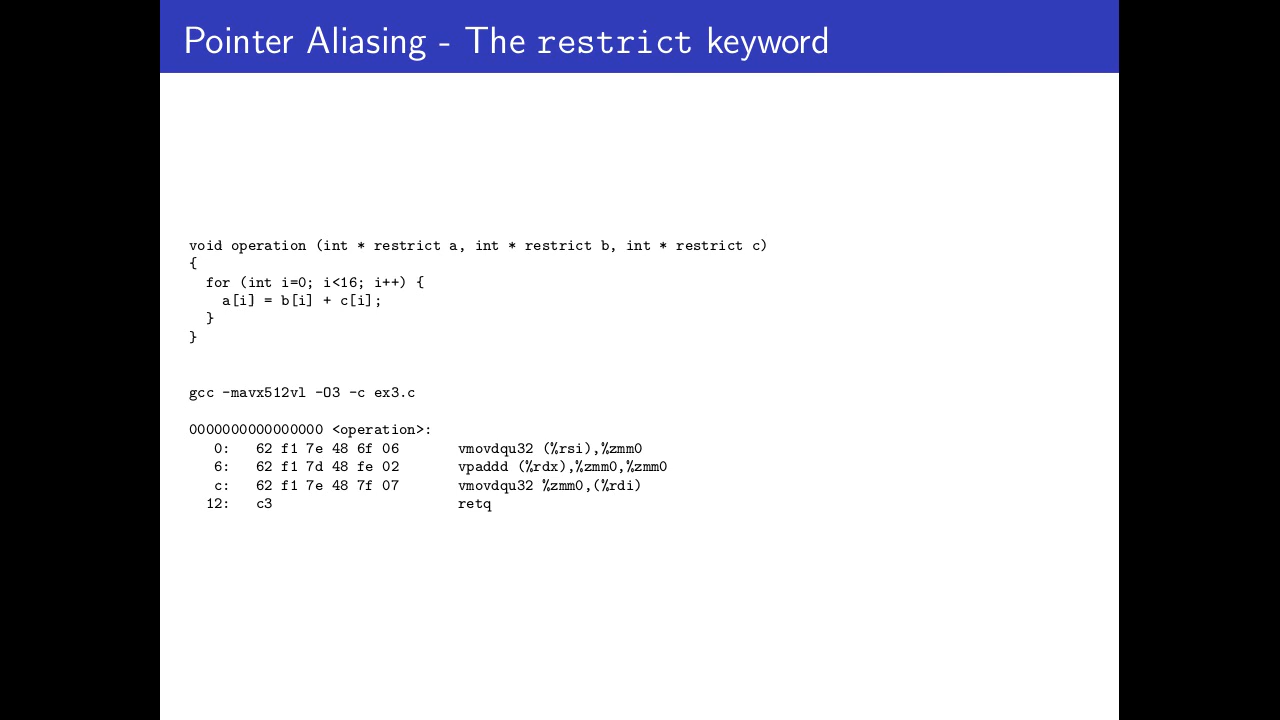 Pointer Aliasing - The restrict keyword
void operation (int * restrict a, int * restrict b, int * restrict c)
{
  for (int i=0; i<16; i++) {
    a[i] = b[i] + c[i];
  }
}
gcc -mavx512vl -O3 -c ex3.c
0000000000000000 <operation>:
   0:   62 f1 7e 48 6f 06       vmovdqu32 (%rsi),%zmm0
   6:   62 f1 7d 48 fe 02       vpaddd (%rdx),%zmm0,%zmm0
   c:   62 f1 7e 48 7f 07       vmovdqu32 %zmm0,(%rdi)
  12:   c3                      retq